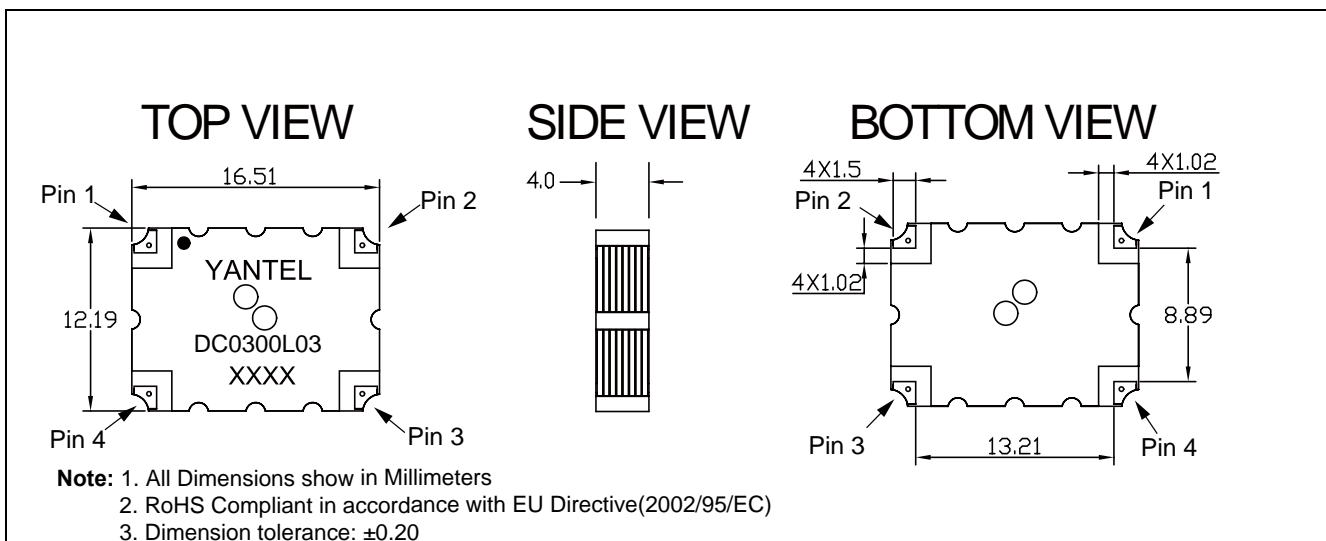 TOP VIEW
SIDE VIEW
BOTTOM VIEW
16.51
Pin 1
Pin 2
12.19
YANTEL
DC0300L03
XXXX
Pin 4
Pin 3
4.0
4X1.5
4X1.02
Pin 2
Pin 1
4X1.02
8.89
Pin 3
13.21
Pin 4
Note: 1. All Dimensions show in Millimeters
2. RoHS Compliant in accordance with EU Directive(2002/95/EC)
3. Dimension tolerance: ±0.20